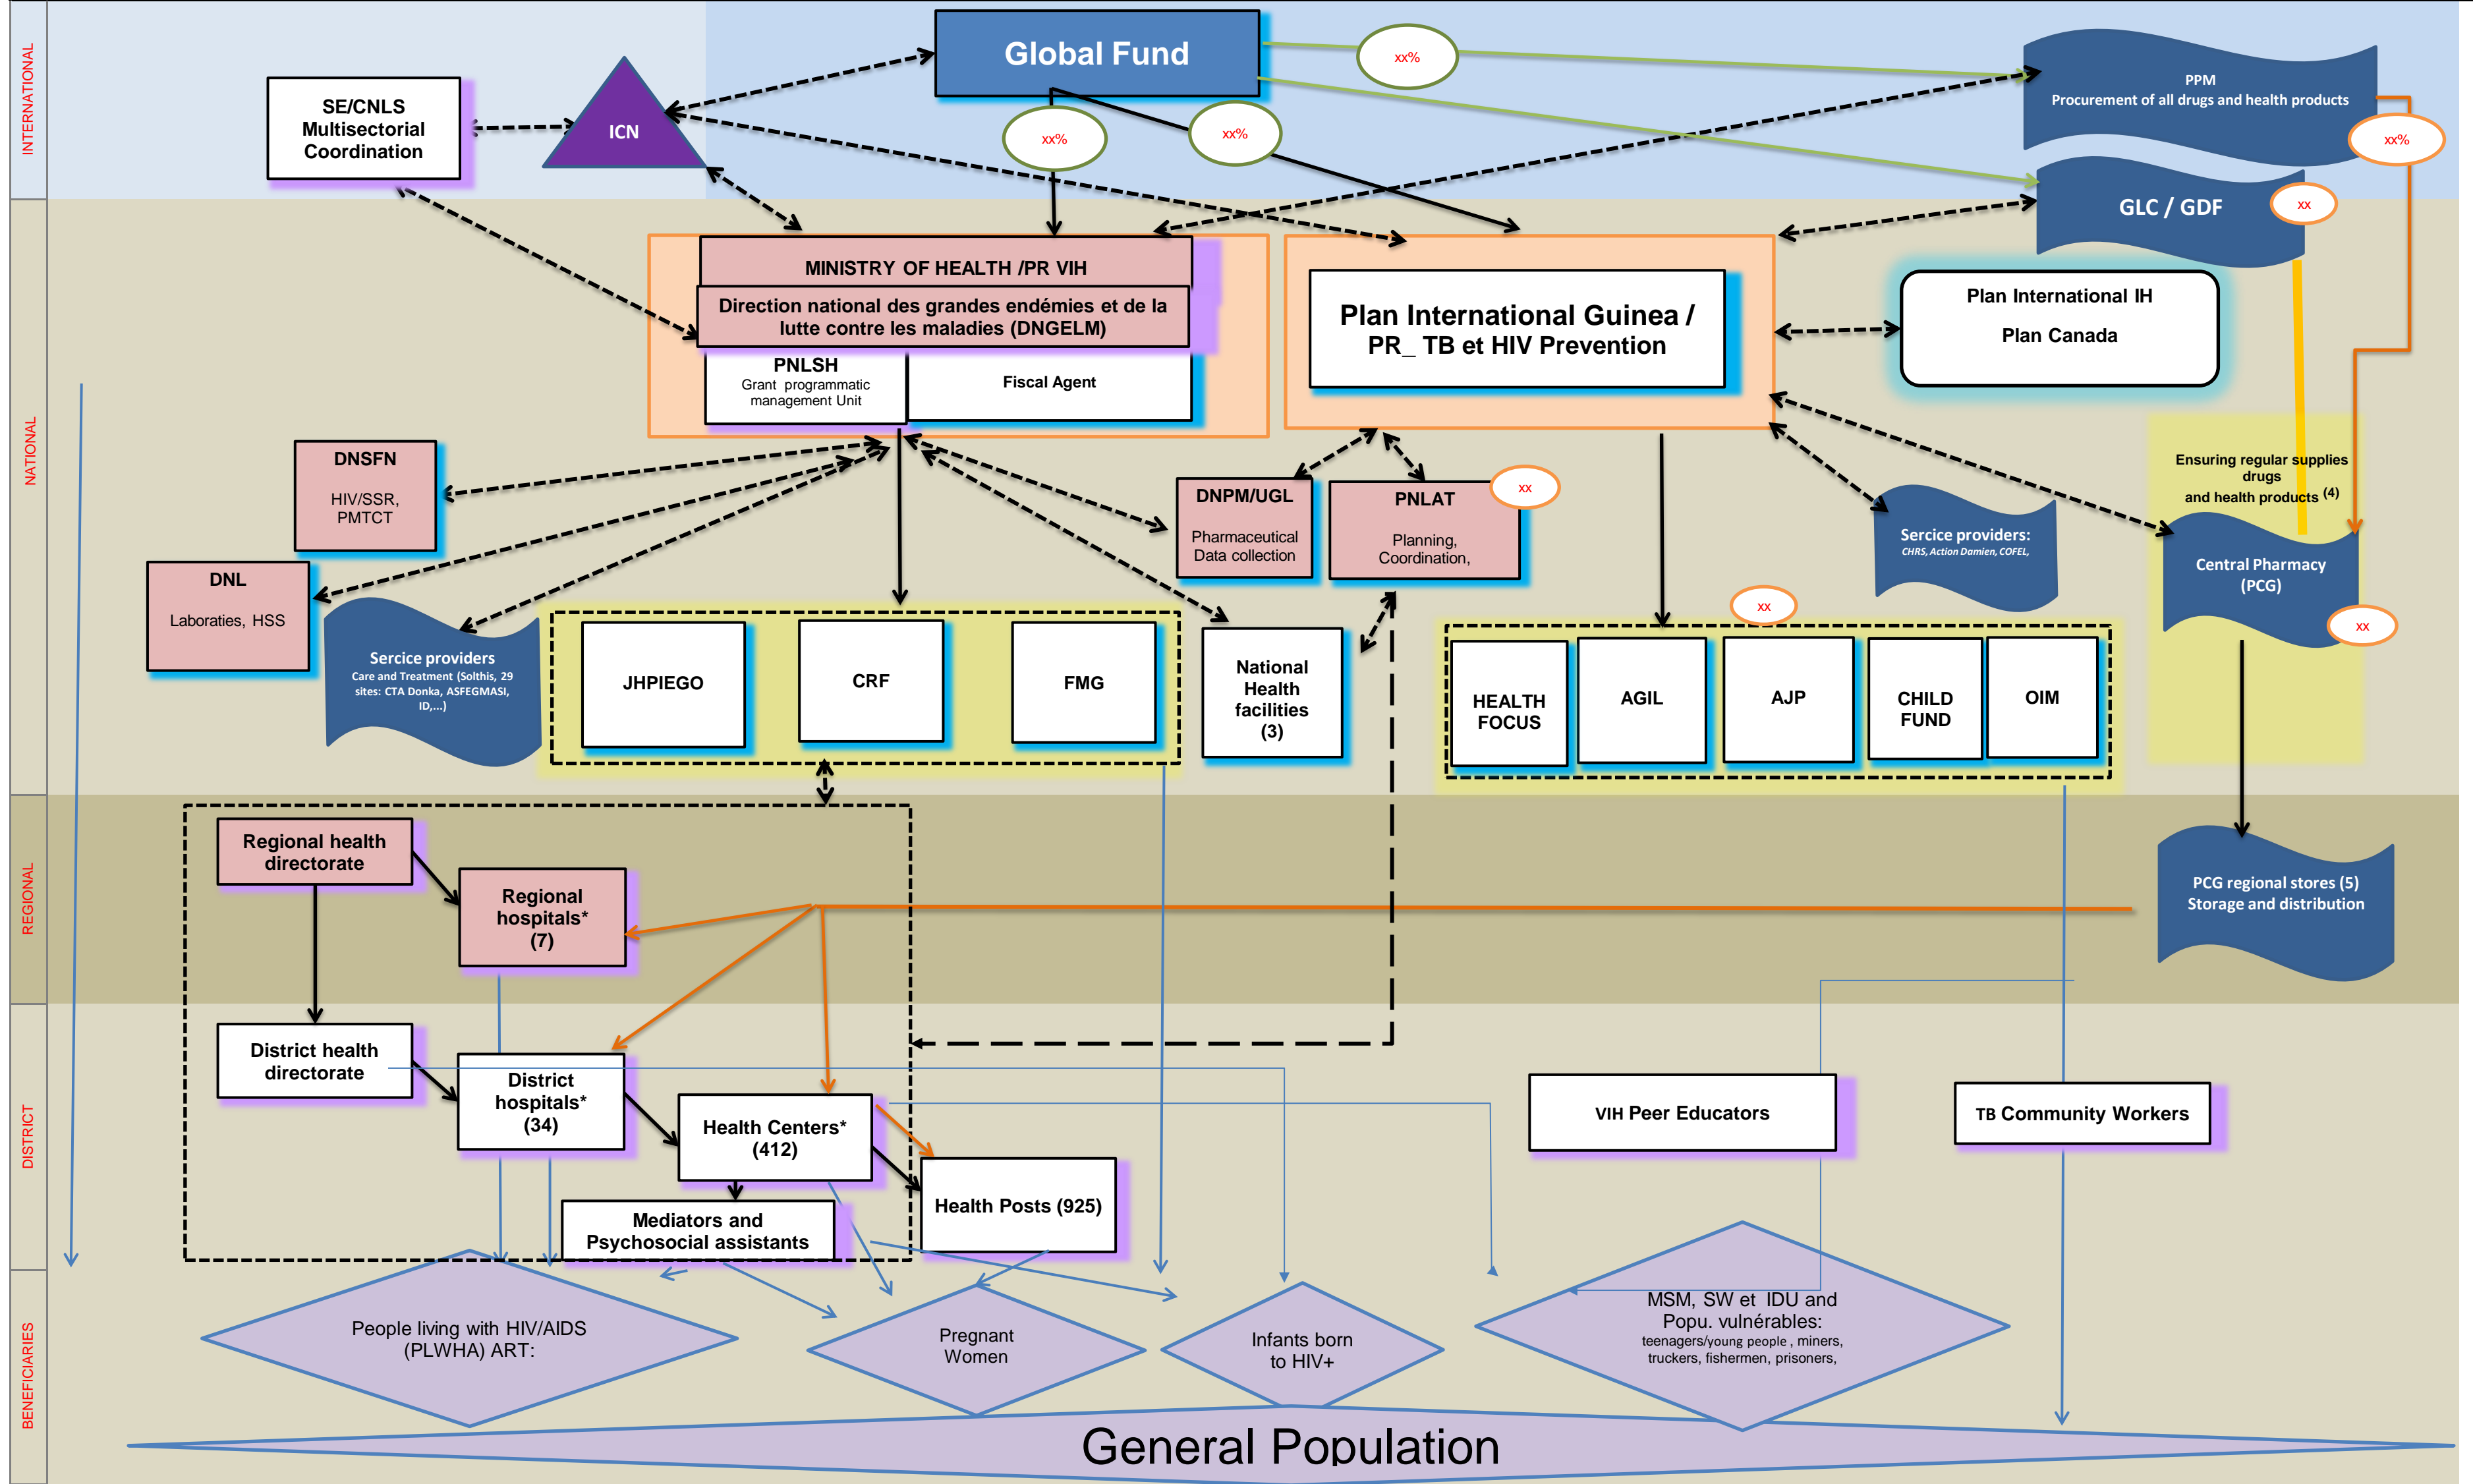 INTERNATIONAL
Global Fund
xx%
PPM
Procurement of all drugs and health products
SE/CNLS
Multisectorial
Coordination
ICN
xx%
xx%
xx%
GLC / GDF
xx
MINISTRY OF HEALTH /PR VIH
Direction national des grandes endémies et de la
lutte contre les maladies (DNGELM)
PNLSH
Grant programmatic
management Unit
Fiscal Agent
Plan International Guinea /
PR_ TB et HIV Prevention
Plan International IH
Plan Canada
NATIONAL
DNSFN
HIV/SSR,
PMTCT
DNPM/UGL
Pharmaceutical
Data collection
PNLAT
Planning,
Coordination,
xx
Ensuring regular supplies
drugs
and health products (4)
Sercice providers:
CHRS, Action Damien, COFEL,
Central Pharmacy
(PCG)
xx
DNL
Laboraties, HSS
Sercice providers
Care and Treatment (Solthis, 29
sites: CTA Donka, ASFEGMASI,
ID,...)
JHPIEGO
CRF
FMG
National
Health
facilities
(3)
xx
HEALTH
FOCUS
AGIL
AJP
CHILD
FUND
OIM
REGIONAL
Regional health
directorate
Regional
hospitals*
(7)
PCG regional stores (5)
Storage and distribution
DISTRICT
District health
directorate
District
hospitals*
(34)
Health Centers*
(412)
Health Posts (925)
Mediators and
Psychosocial assistants
VIH Peer Educators
TB Community Workers
BENEFICIARIES
People living with HIV/AIDS
(PLWHA) ART:
Pregnant
Women
Infants born
to HIV+
MSM, SW et IDU and
Popu. vulnérables:
teenagers/young people , miners,
truckers, fishermen, prisoners,
General Population